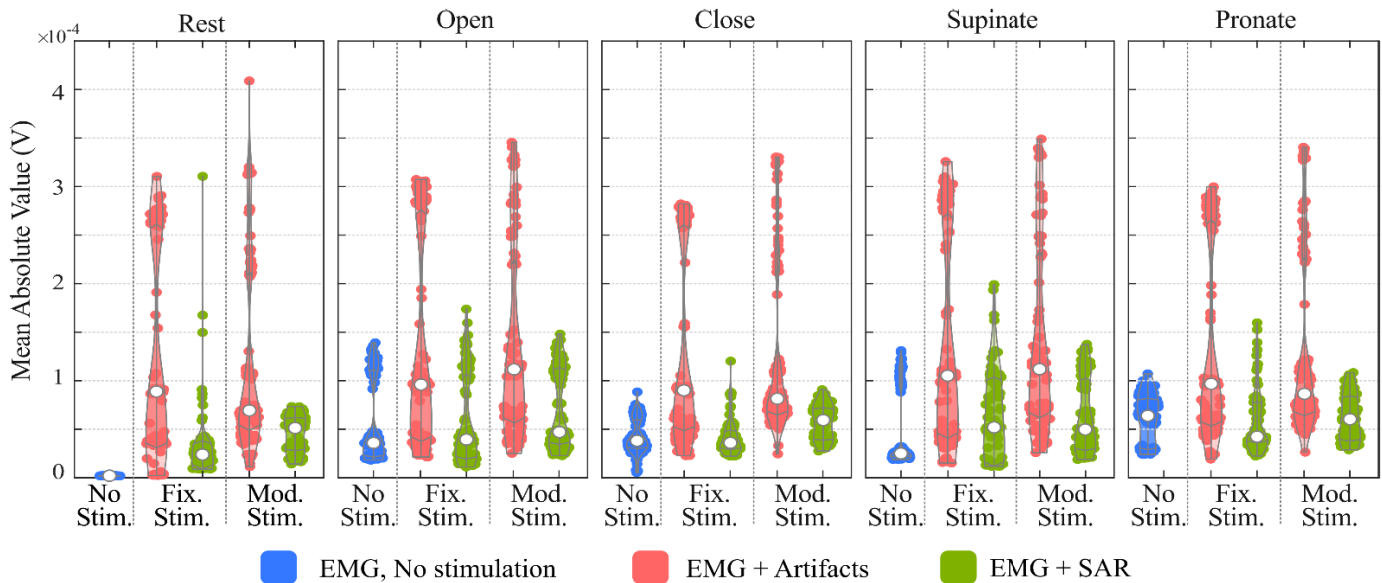 Rest Open Close Supinate Pronate
×10⁻⁴
4
3
2
1
0
Mean Absolute Value (V)
No Fix. Mod. No Fix. Mod. No Fix. Mod. No Fix. Mod. No Fix. Mod.
Stim. Stim. Stim. Stim. Stim. Stim. Stim. Stim. Stim. Stim. Stim. Stim. Stim. Stim. Stim.
EMG, No stimulation EMG + Artifacts EMG + SAR